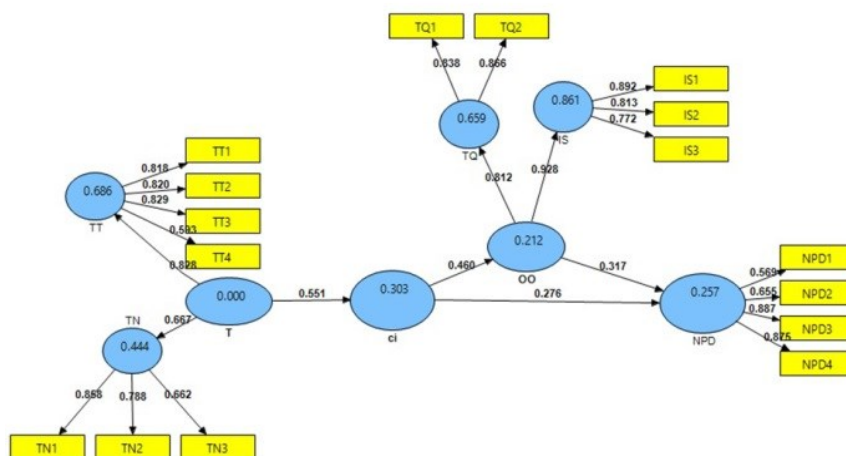 TQ1
TQ2
0.838
0.866
0.659
TQ
0.861
IS
0.892
0.813
0.772
IS1
IS2
IS3
0.812
0.928
0.686
TT
0.818
0.820
0.829
0.593
TT1
TT2
TT3
TT4
0.828
0.000
T
0.551
0.303
ci
0.460
0.212
OO
0.317
0.276
0.257
NPD
0.569
0.655
0.887
0.875
NPD1
NPD2
NPD3
NPD4
0.667
TN
0.444
0.858
0.788
0.662
TN1
TN2
TN3